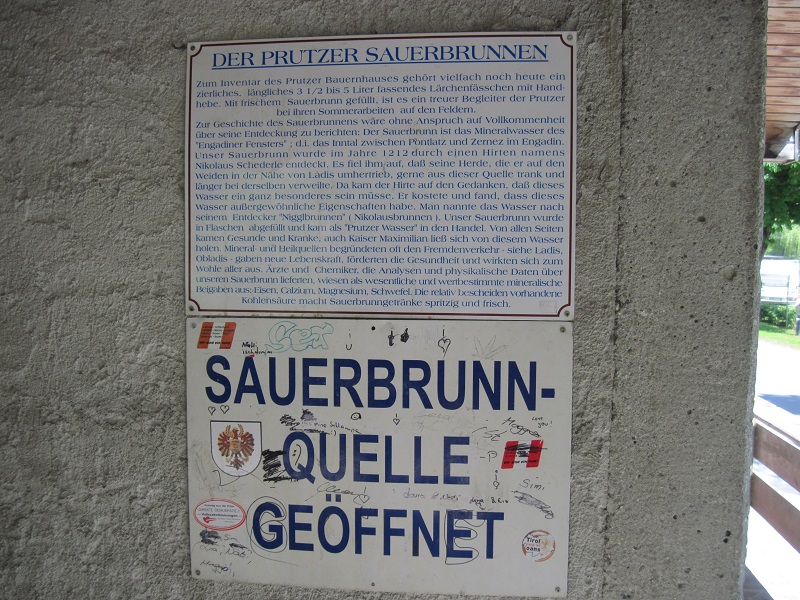 DER PRUTZER SAUERBRUNNEN
Zum Inventar des Prutzer Bauernhauses gehört vielfach noch heute ein
zierliches, längliches 3 1/2 bis 5 Liter fassendes Lärchenfässchen mit Hand-
hebe. Mit frischem Sauerbrunn gefüllt, ist es ein treuer Begleiter der Prutzer
bei ihren Sommerarbeiten auf den Feldern.
Zur Geschichte des Sauerbrunnens wäre ohne Anspruch auf Vollkommenheit
über seine Entdeckung zu berichten: Der Sauerbrunn ist das Mineralwasser des
"Engadiner Fensters" ; d.i. das Inntal zwischen Pontlatz und Zernez im Engadin.
Unser Sauerbrunn wurde im Jahre 1212 durch einen Hirten namens
Nikolaus Schederle entdeckt. Es fiel ihm auf, daß seine Herde, die er auf den
Weiden in der Nähe von Ladis umhertrieb, gerne aus dieser Quelle trank und
länger bei derselben verweilte. Da kam der Hirte auf den Gedanken, daß dieses
Wasser ein ganz besonderes sein müsse. Er kostete und fand, dass dieses
Wasser außergewöhnliche Eigenschaften habe. Man nannte das Wasser nach
seinem Entdecker "Nigglbrunnen" ( Nikolausbrunnen ). Unser Sauerbrunn wurde
in Flaschen abgefüllt und kam als "Prutzer Wasser" in den Handel. Von allen Seiten
kamen Gesunde und Kranke, auch Kaiser Maximilian ließ sich von diesem Wasser
holen. Mineral- und Heilquellen begründeten oft den Fremdenverkehr - siehe Ladis,
Obladis - gaben neue Lebenskraft, förderten die Gesundheit und wirkten sich zum
Wohle aller aus. Ärzte und Chemiker, die Analysen und physikalische Daten über
unseren Sauerbrunn lieferten, wiesen als wesentliche und wertbestimmte mineralische
Beigaben aus: Eisen, Calzium, Magnesium, Schwefel. Die relativ bescheiden vorhandene
Kohlensäure macht Sauerbrunngetränke spritzig und frisch.
SAUERBRUNN-
QUELLE
GEÖFFNET
Simi
Tirol